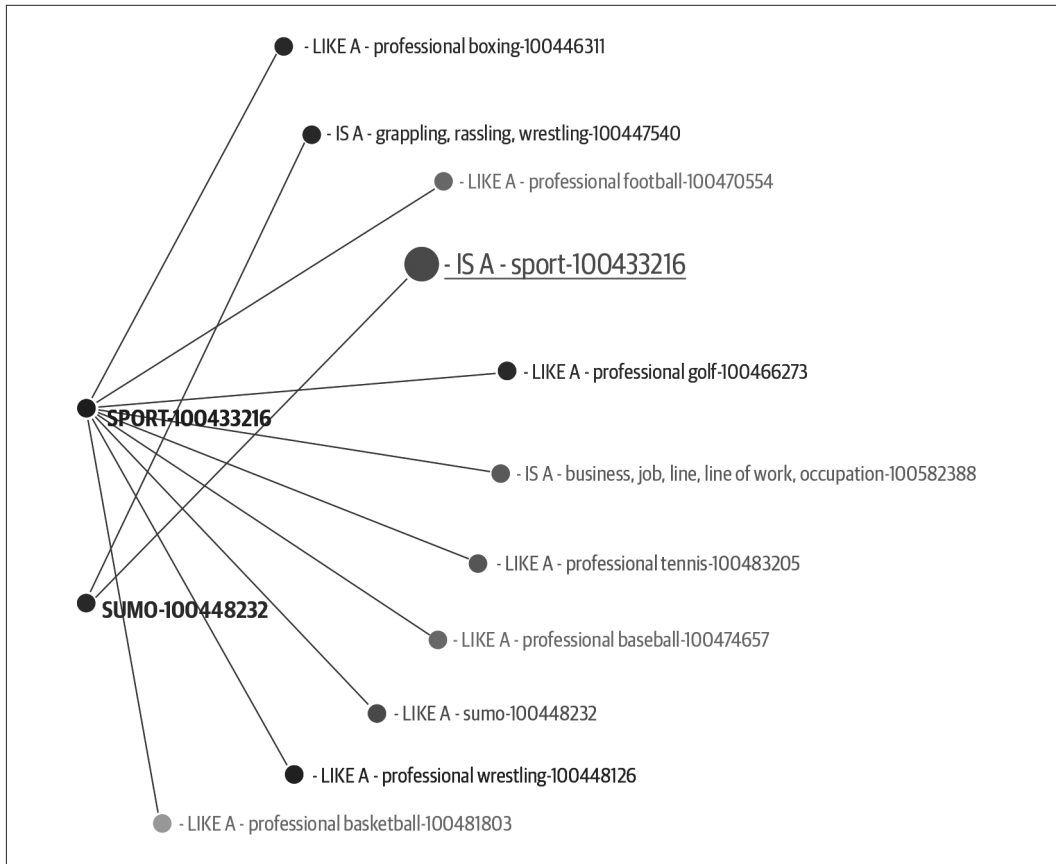 - LIKE A - professional boxing-100446311
- IS A - grappling, rassling, wrestling-100447540
- LIKE A - professional football-100470554
- IS A - sport-100433216
- LIKE A - professional golf-100466273
SPORT-100433216
- IS A - business, job, line, line of work, occupation-100582388
- LIKE A - professional tennis-100483205
SUMO-100448232
- LIKE A - professional baseball-100474657
- LIKE A - sumo-100448232
- LIKE A - professional wrestling-100448126
- LIKE A - professional basketball-100481803